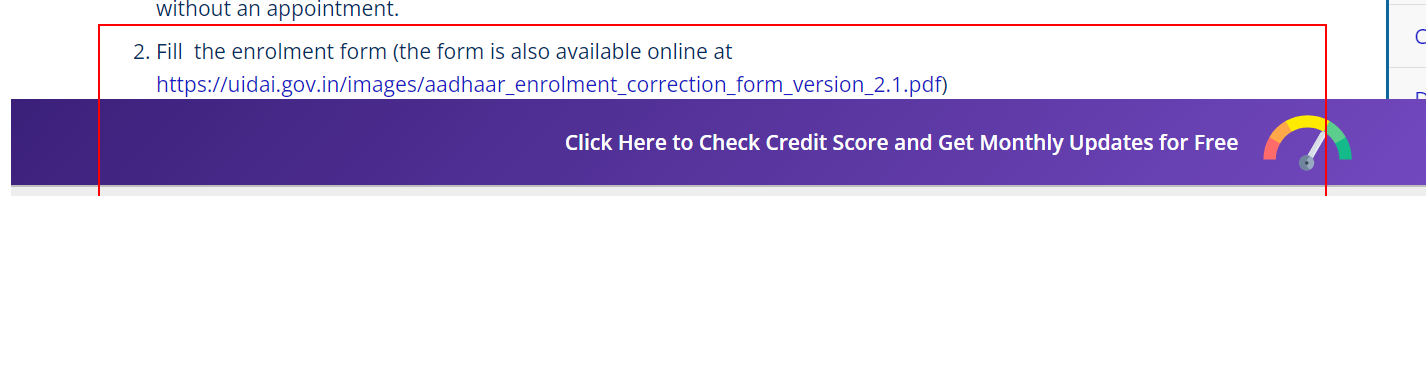 without an appointment.
2. Fill  the enrolment form (the form is also available online at
https://uidai.gov.in/images/aadhaar_enrolment_correction_form_version_2.1.pdf)
Click Here to Check Credit Score and Get Monthly Updates for Free